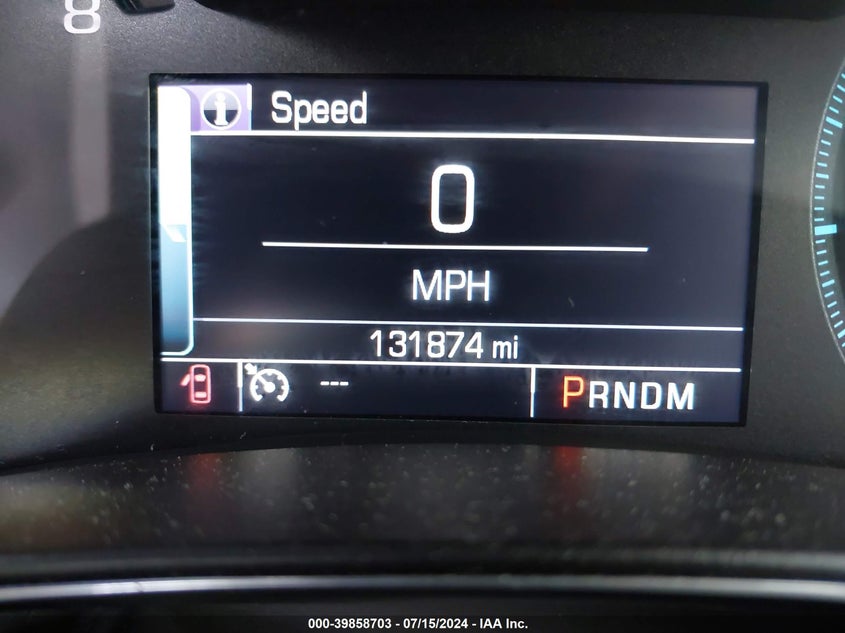 8
i Speed
0
MPH
131874 mi
--- PRNDM
000-39858703 - 07/15/2024 - IAA Inc.